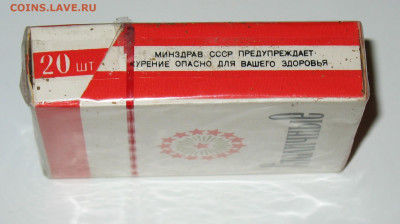 COINS.LAVE.RU
20 ШТ.
МИНЗДРАВ СССР ПРЕДУПРЕЖДАЕТ:
КУРЕНИЕ ОПАСНО ДЛЯ ВАШЕГО ЗДОРОВЬЯ